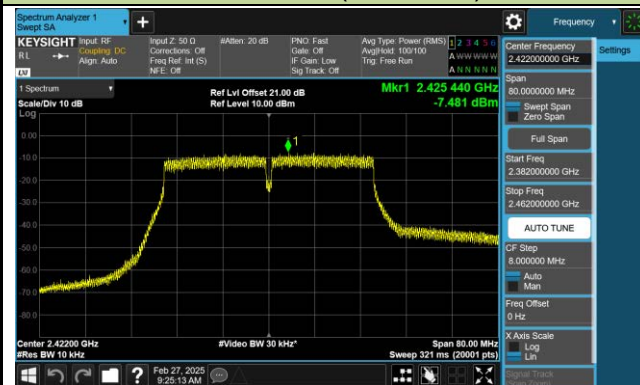 Spectrum Analyzer 1
Swept SA
Frequency
KEYSIGHT
Input: RF
Coupling: DC
Align: Auto
Input Z: 50 Ω
Corrections: Off
Freq Ref: Int (S)
NFE: Off
#Atten: 20 dB
PNO: Fast
Gate: Off
IF Gain: Low
Sig Track: Off
Avg Type: Power (RMS)
Avg|Hold: 100/100
Trig: Free Run
1 2 3 4 5 6
A W W W W W
A N N N N N
R L
LXI
Center Frequency
2.422000000 GHz
Settings
Span
80.0000000 MHz
Swept Span
Zero Span
Full Span
Start Freq
2.382000000 GHz
Stop Freq
2.462000000 GHz
AUTO TUNE
CF Step
8.000000 MHz
Auto
Man
Freq Offset
0 Hz
X Axis Scale
Log
Lin
Signal Track
1 Spectrum
Scale/Div 10 dB
Log
Ref Lvl Offset 21.00 dB
Ref Level 10.00 dBm
Mkr1 2.425 440 GHz
-7.481 dBm
1
0.00
-10.0
-20.0
-30.0
-40.0
-50.0
-60.0
-70.0
-80.0
Center 2.42200 GHz
#Res BW 10 kHz
#Video BW 30 kHz*
Span 80.00 MHz
Sweep 321 ms (20001 pts)
?
Feb 27, 2025
9:25:13 AM